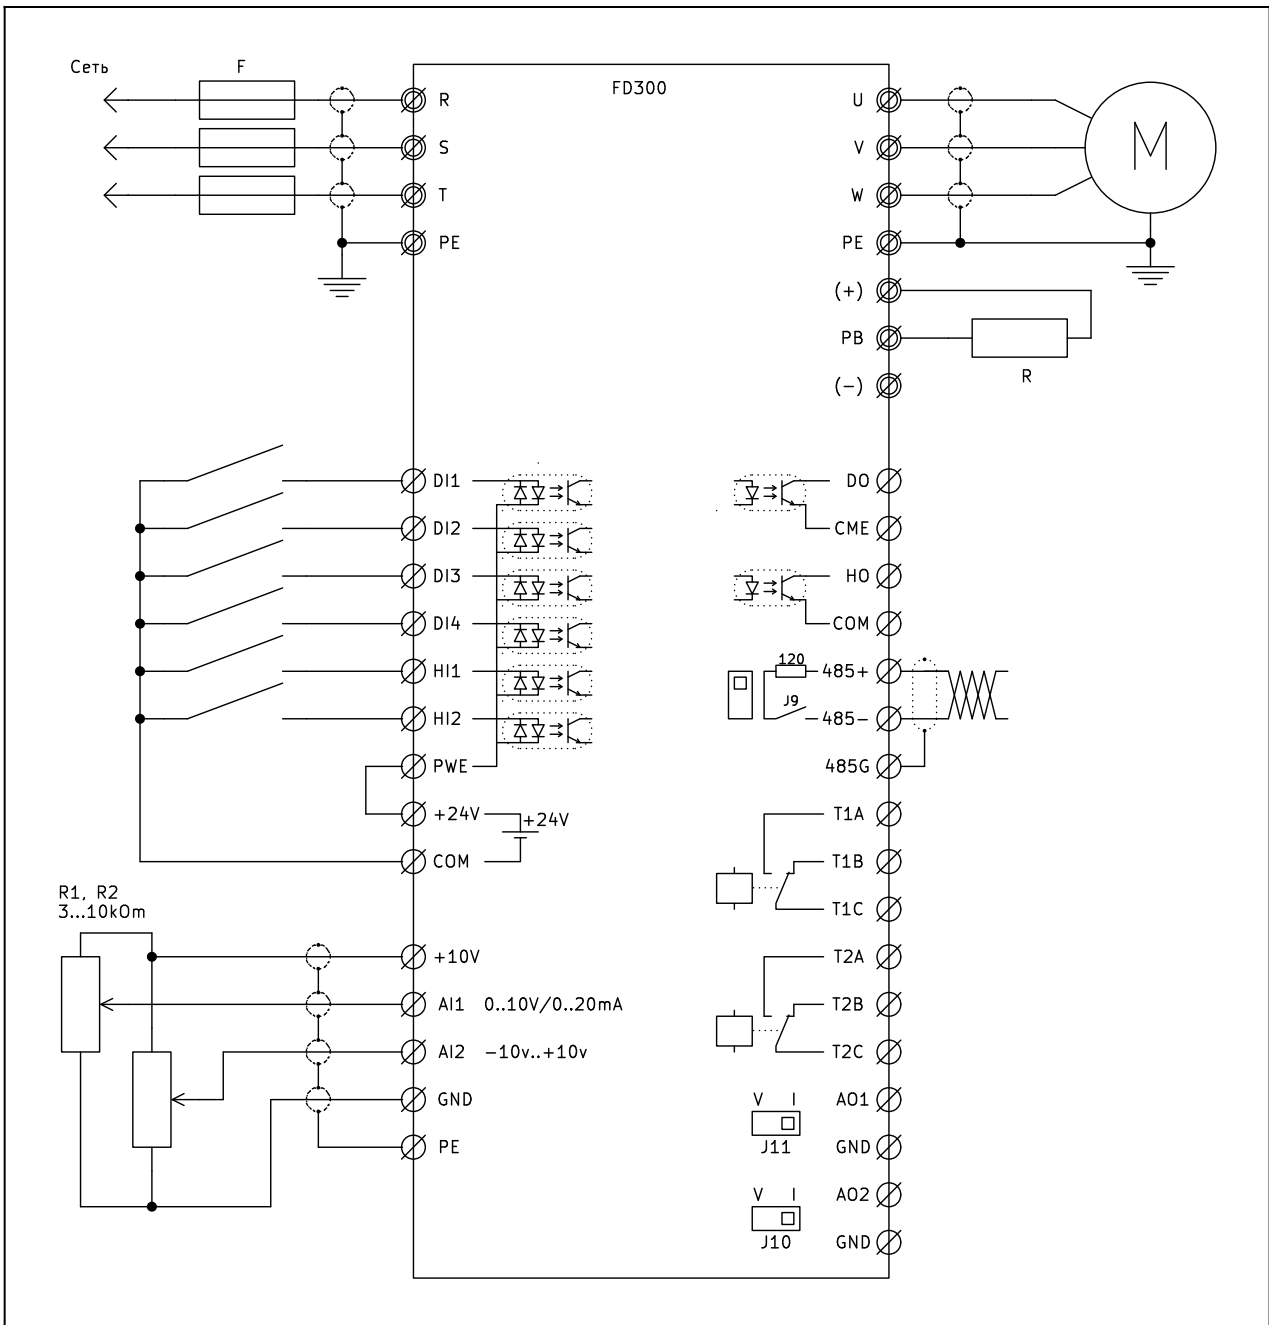 Сеть
F
FD300
R
U
S
V
T
W
PE
PE
(+)
PB
R
(-)
DI1
DO
DI2
CME
DI3
HO
DI4
COM
120
HI1
485+
J9
HI2
485-
PWE
485G
+24V
+24V
T1A
COM
T1B
R1, R2
3...10kOm
T1C
+10V
T2A
AI1 0..10V/0..20mA
T2B
AI2 -10v..+10v
T2C
GND
V I
AO1
PE
J11
GND
V I
AO2
J10
GND
M